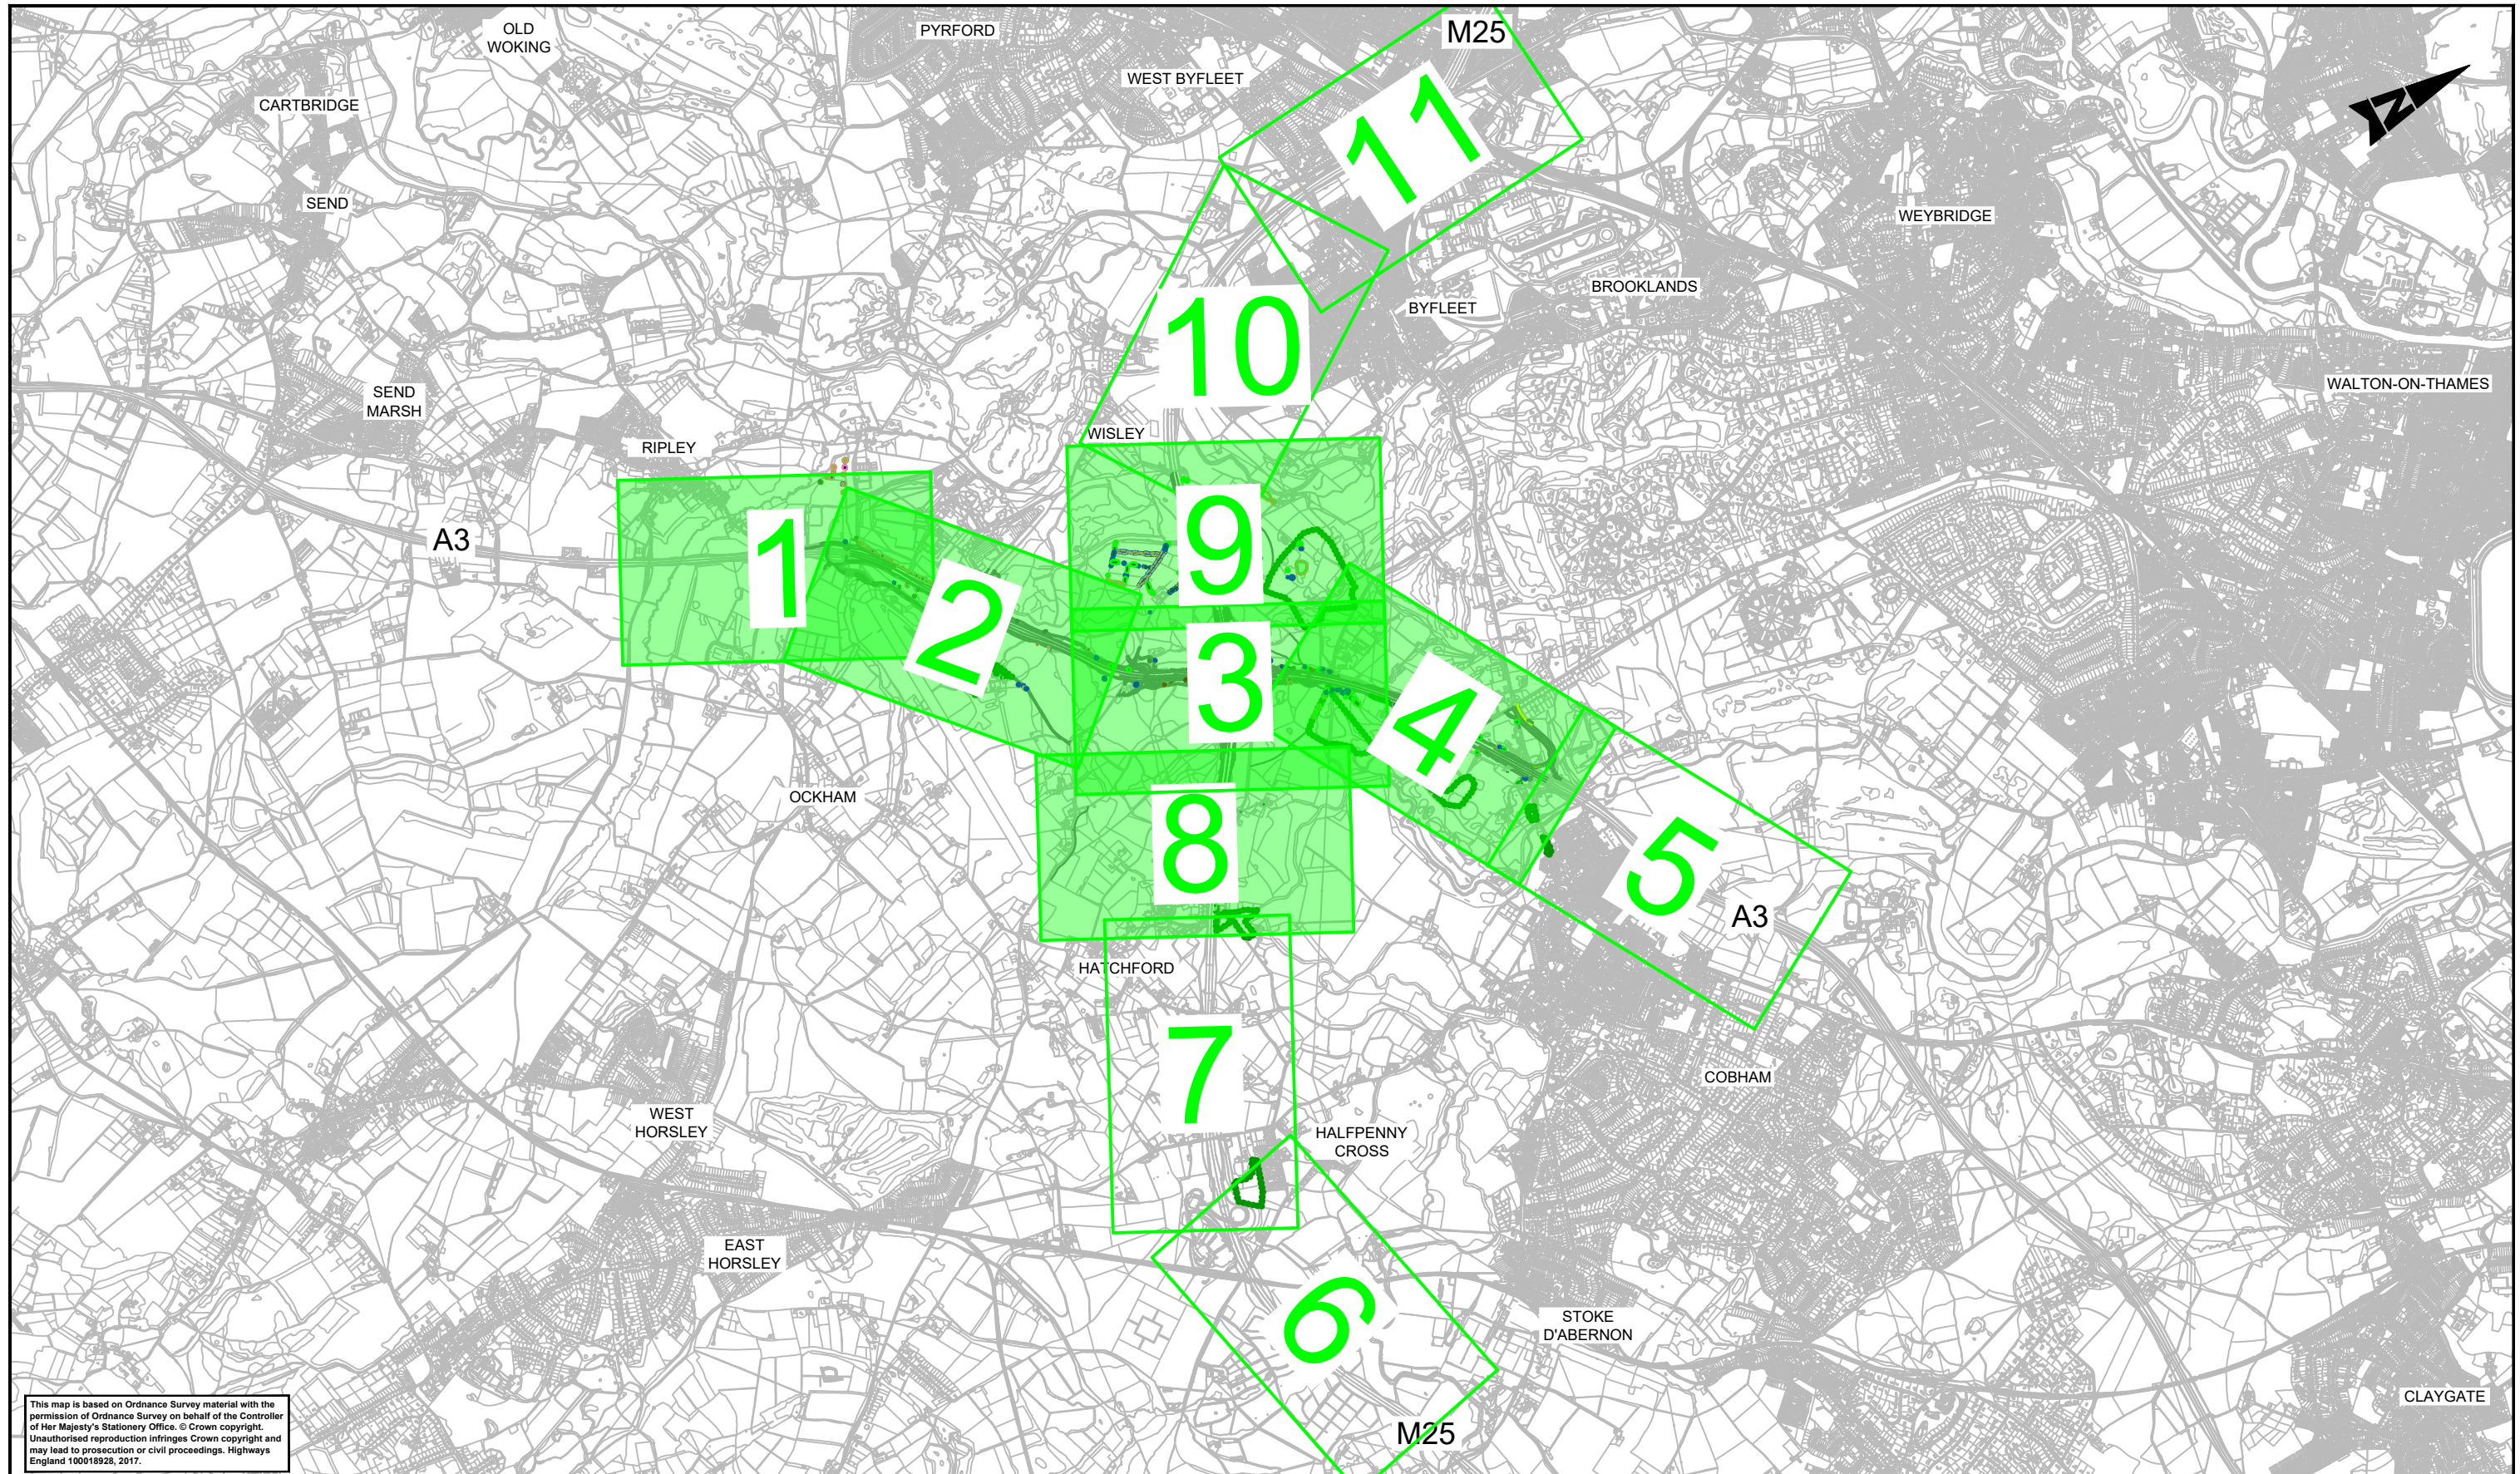 OLD
WOKING
PYRFORD
M25
WEST BYFLEET
CARTBRIDGE
N
11
SEND
WEYBRIDGE
BROOKLANDS
BYFLEET
10
SEND
MARSH
WALTON-ON-THAMES
WISLEY
RIPLEY
A3
1
9
2
3
4
OCKHAM
8
5
A3
HATCHFORD
7
COBHAM
WEST
HORSLEY
HALFPENNY
CROSS
EAST
HORSLEY
6
STOKE
D'ABERNON
CLAYGATE
M25
This map is based on Ordnance Survey material with the
permission of Ordnance Survey on behalf of the Controller
of Her Majesty's Stationery Office. © Crown copyright.
Unauthorised reproduction infringes Crown copyright and
may lead to prosecution or civil proceedings. Highways
England 100018928, 2017.